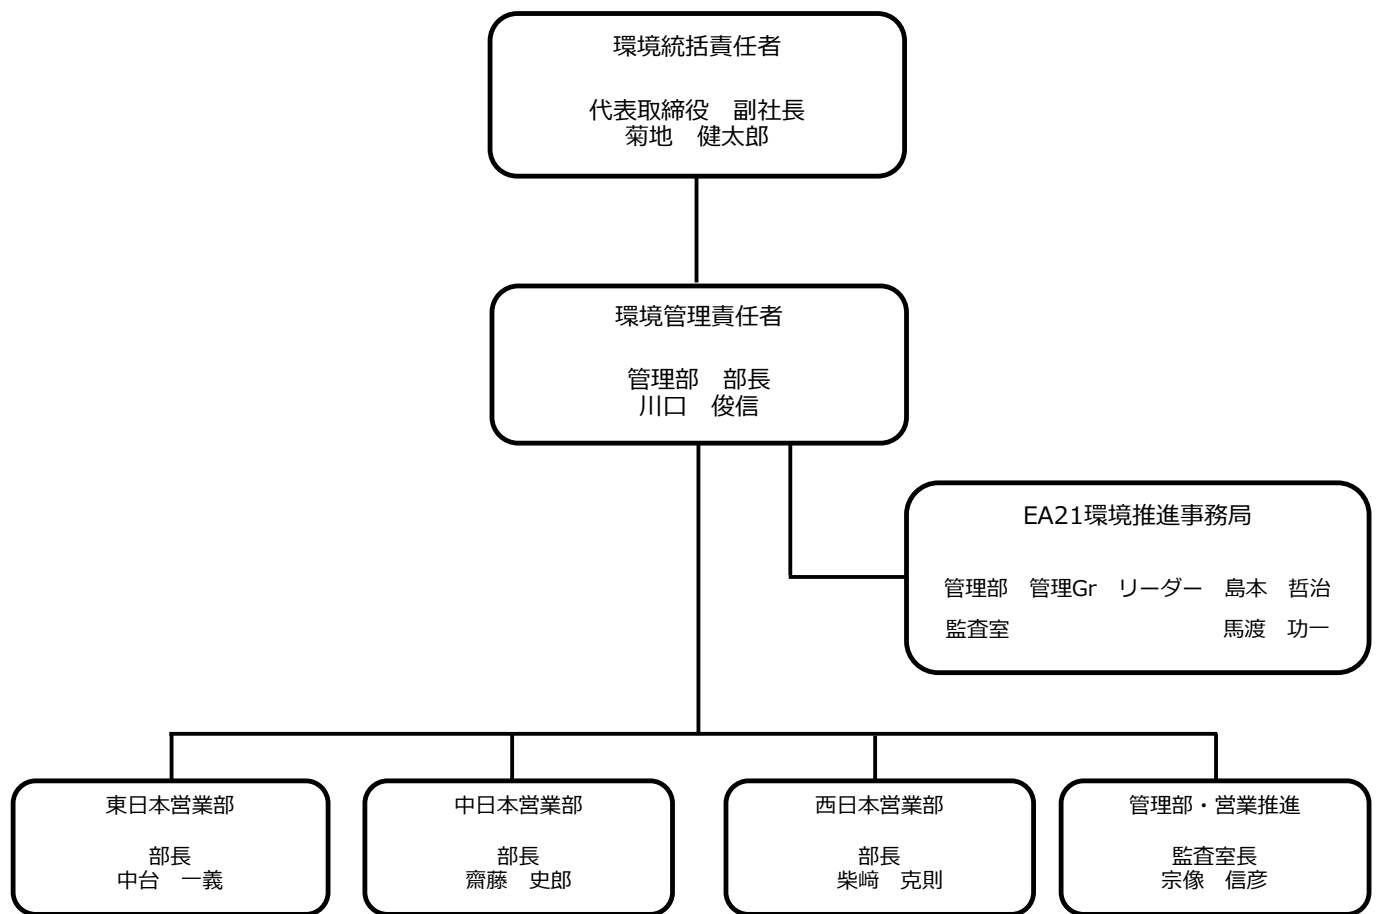 環境統括責任者
代表取締役　副社長
菊地　健太郎
環境管理責任者
管理部　部長
川口　俊信
EA21環境推進事務局
管理部　管理Gr　リーダー　島本　哲治
監査室　馬渡　功一
東日本営業部
部長
中台　一義
中日本営業部
部長
齋藤　史郎
西日本営業部
部長
柴﨑　克則
管理部・営業推進
監査室長
宗像　信彦